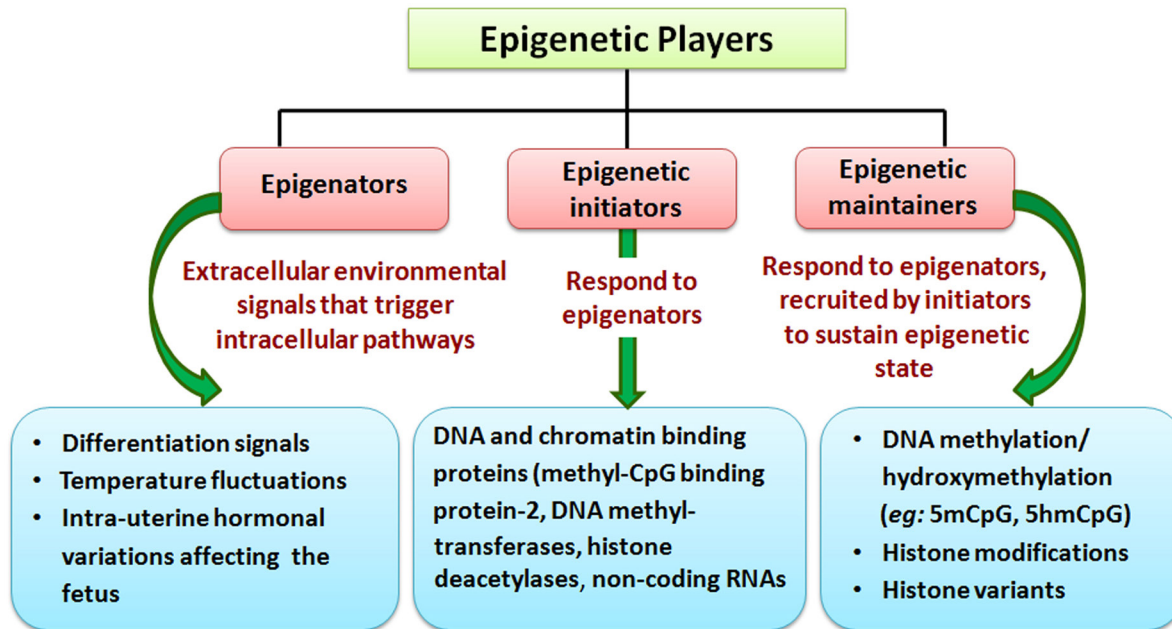 Epigenetic Players
Epigenators
Epigenetic
initiators
Epigenetic
maintainers
Extracellular environmental
signals that trigger
intracellular pathways
Respond to
epigenators
Respond to epigenators,
recruited by initiators
to sustain epigenetic
state
• Differentiation signals
• Temperature fluctuations
• Intra-uterine hormonal
variations affecting the
fetus
DNA and chromatin binding
proteins (methyl-CpG binding
protein-2, DNA methyl-
transferases, histone
deacetylases, non-coding RNAs
• DNA methylation/
hydroxymethylation
(eg: 5mCpG, 5hmCpG)
• Histone modifications
• Histone variants